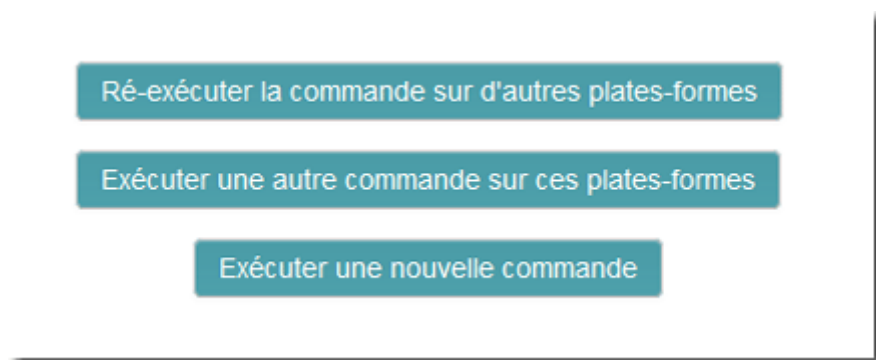 Ré-exécuter la commande sur d'autres plates-formes
Exécuter une autre commande sur ces plates-formes
Exécuter une nouvelle commande